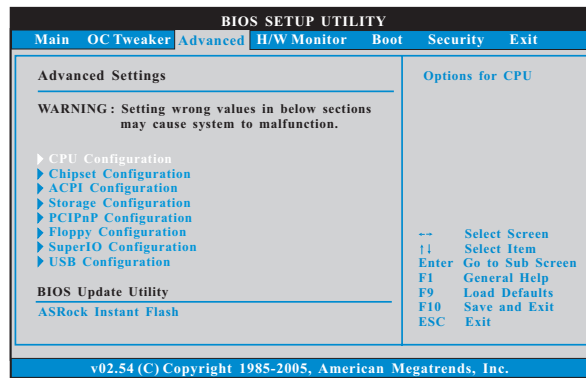 BIOS SETUP UTILITY
Main OC Tweaker Advanced H/W Monitor Boot Security Exit
Advanced Settings
WARNING : Setting wrong values in below sections
may cause system to malfunction.
CPU Configuration
Chipset Configuration
ACPI Configuration
Storage Configuration
PCIPnP Configuration
Floppy Configuration
SuperIO Configuration
USB Configuration
BIOS Update Utility
ASRock Instant Flash
Options for CPU
←→ Select Screen
↑↓ Select Item
Enter Go to Sub Screen
F1 General Help
F9 Load Defaults
F10 Save and Exit
ESC Exit
v02.54 (C) Copyright 1985-2005, American Megatrends, Inc.